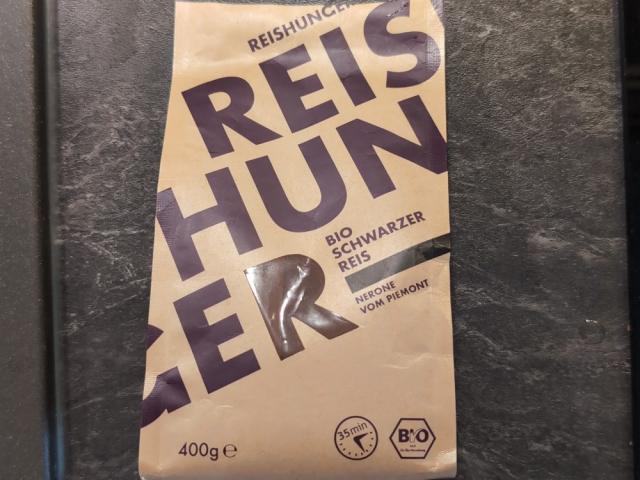 REISHUNGER
REIS
HUN
GER
BIO
SCHWARZER
REIS
NERONE
VOM PIEMONT
35min
BIO
400g ℮